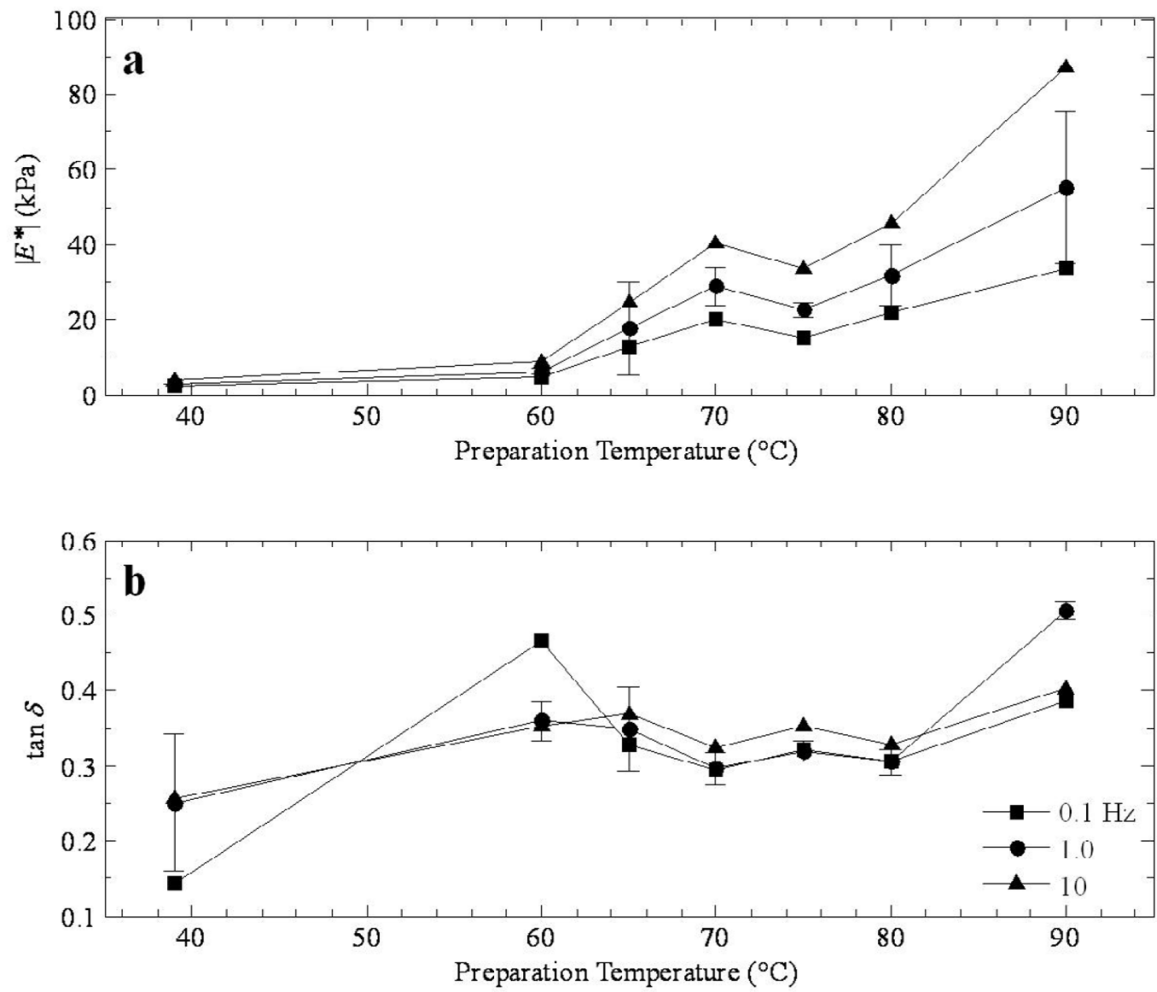 a
|E*| (kPa)
100
80
60
40
20
0
40 50 60 70 80 90
Preparation Temperature (°C)
b
tan δ
0.6
0.5
0.4
0.3
0.2
0.1
0.1 Hz
1.0
10
40 50 60 70 80 90
Preparation Temperature (°C)